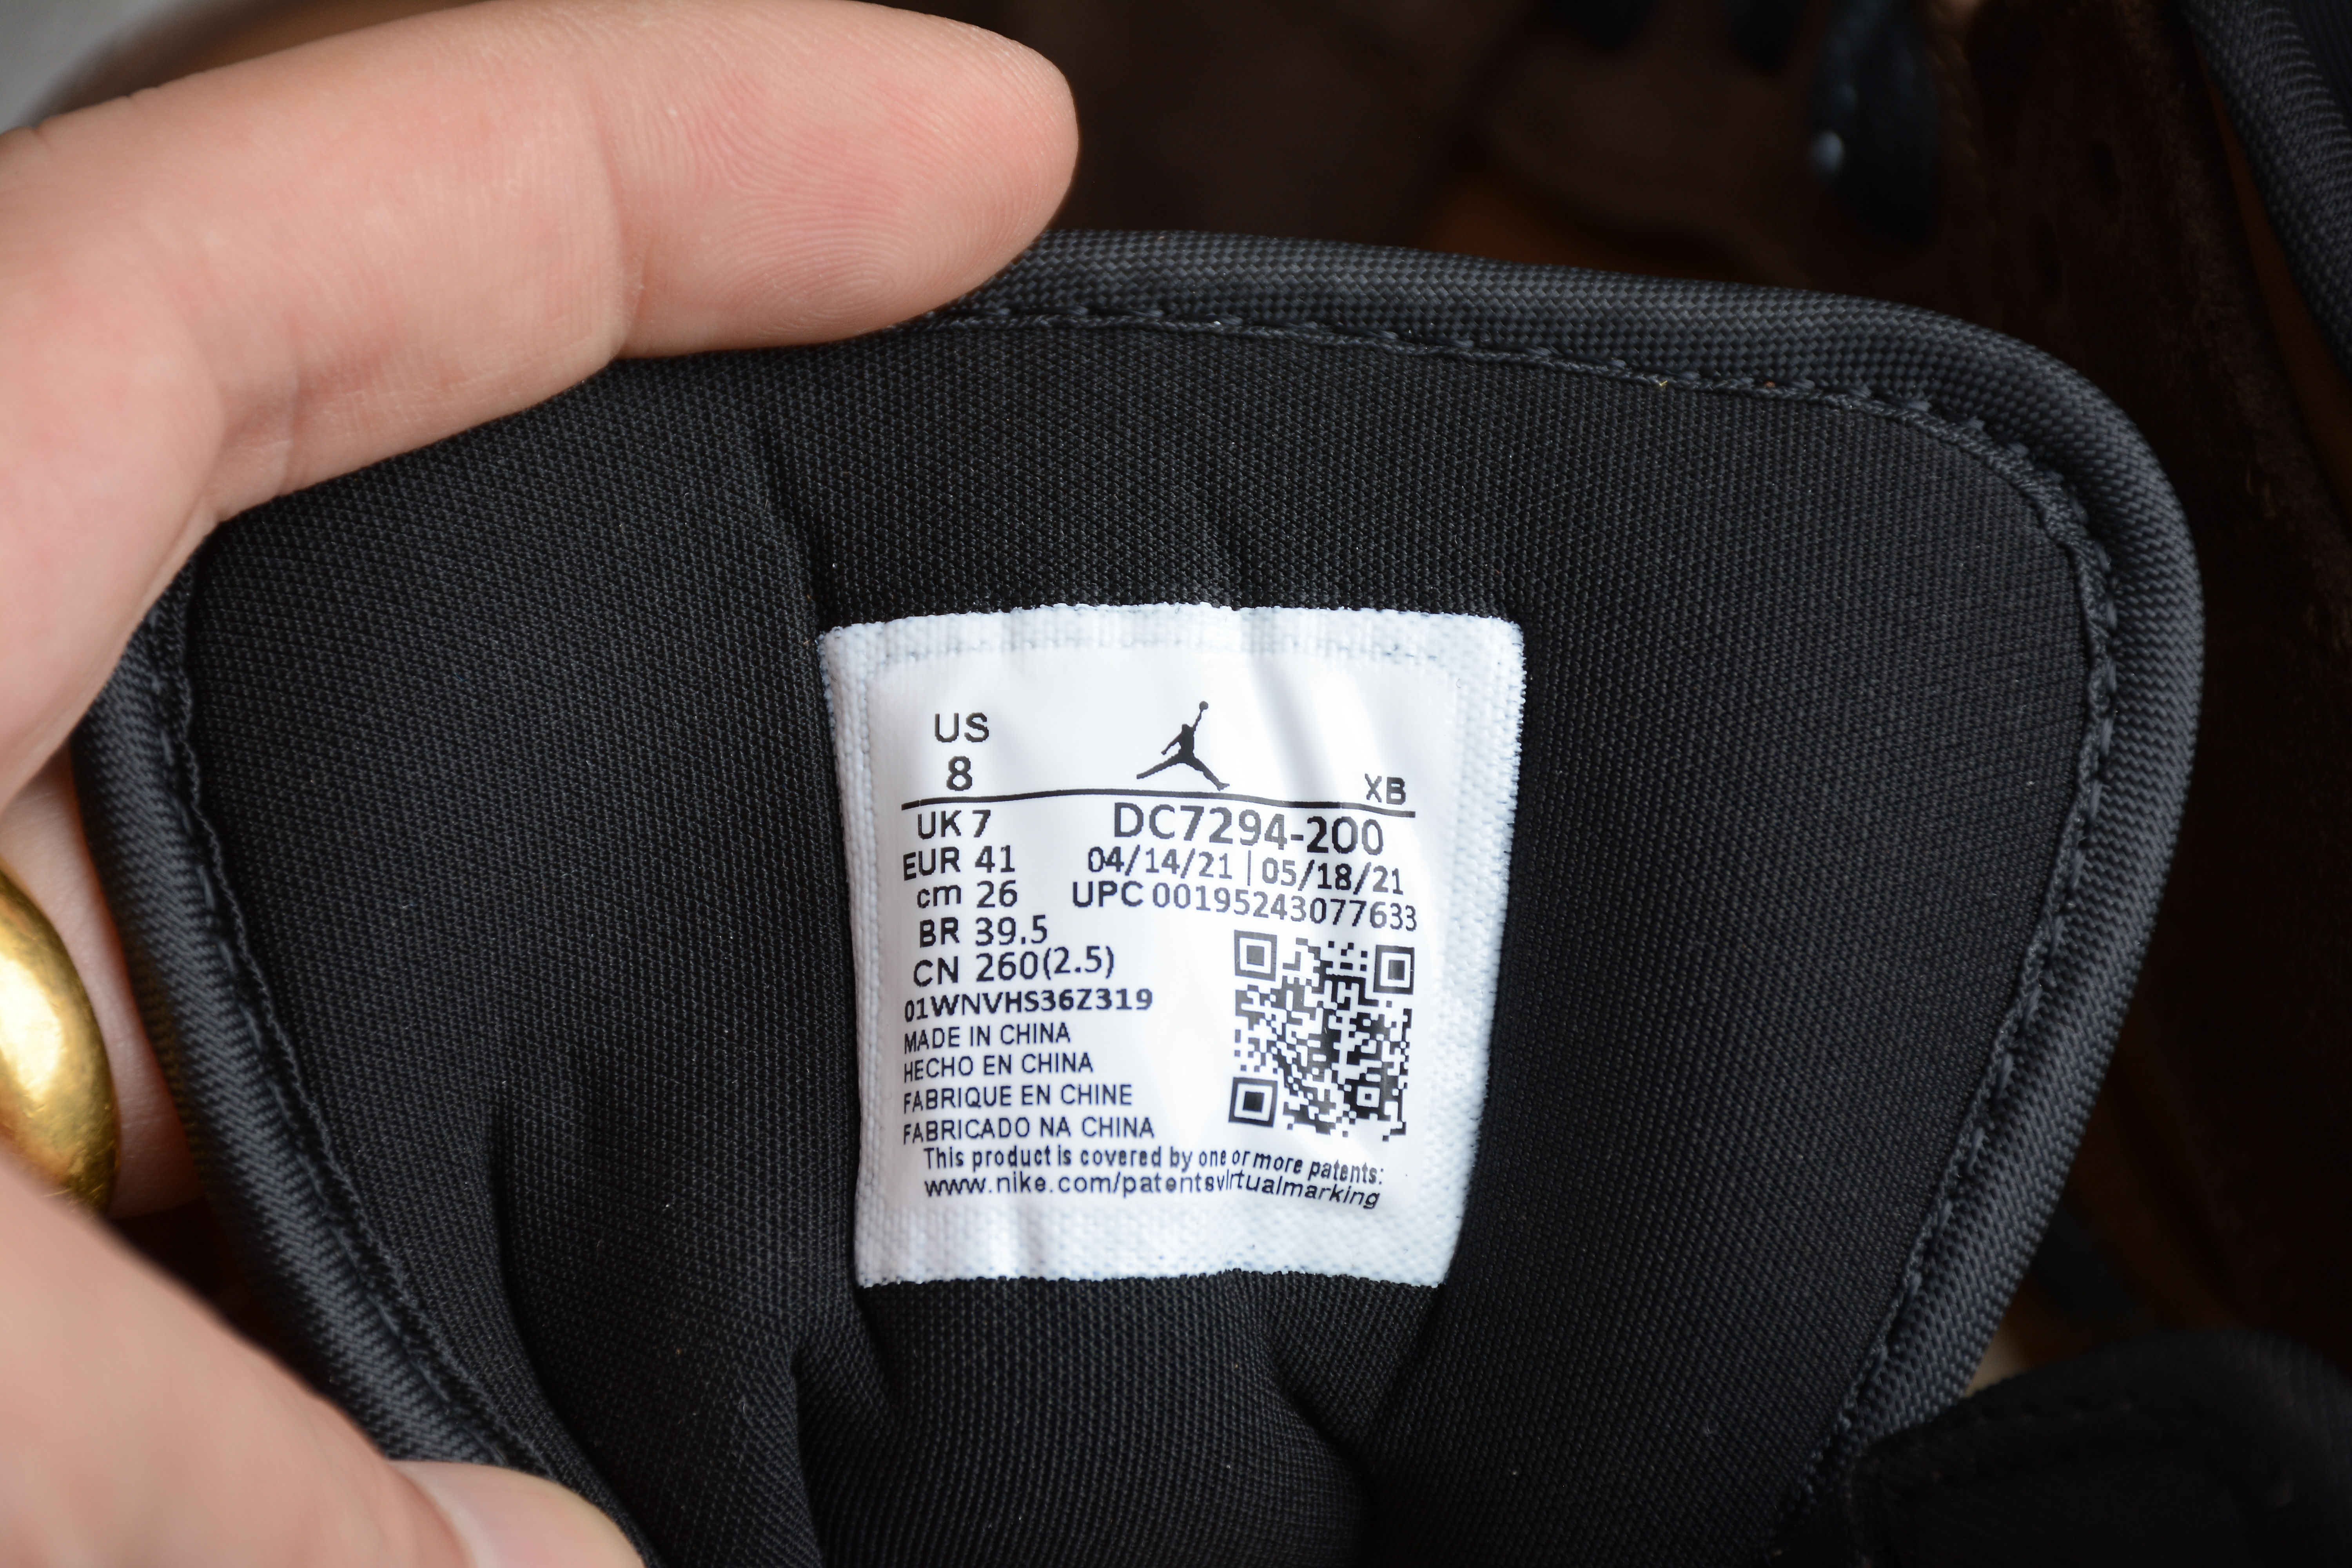 US
8
XB
UK 7
DC7294-200
EUR 41
04/14/21 | 05/18/21
cm 26
UPC 00195243077633
BR 39.5
CN 260(2.5)
01WNVHS36Z319
MADE IN CHINA
HECHO EN CHINA
FABRIQUE EN CHINE
FABRICADO NA CHINA
This product is covered by one or more patents:
www.nike.com/patentsvIrtualmarking